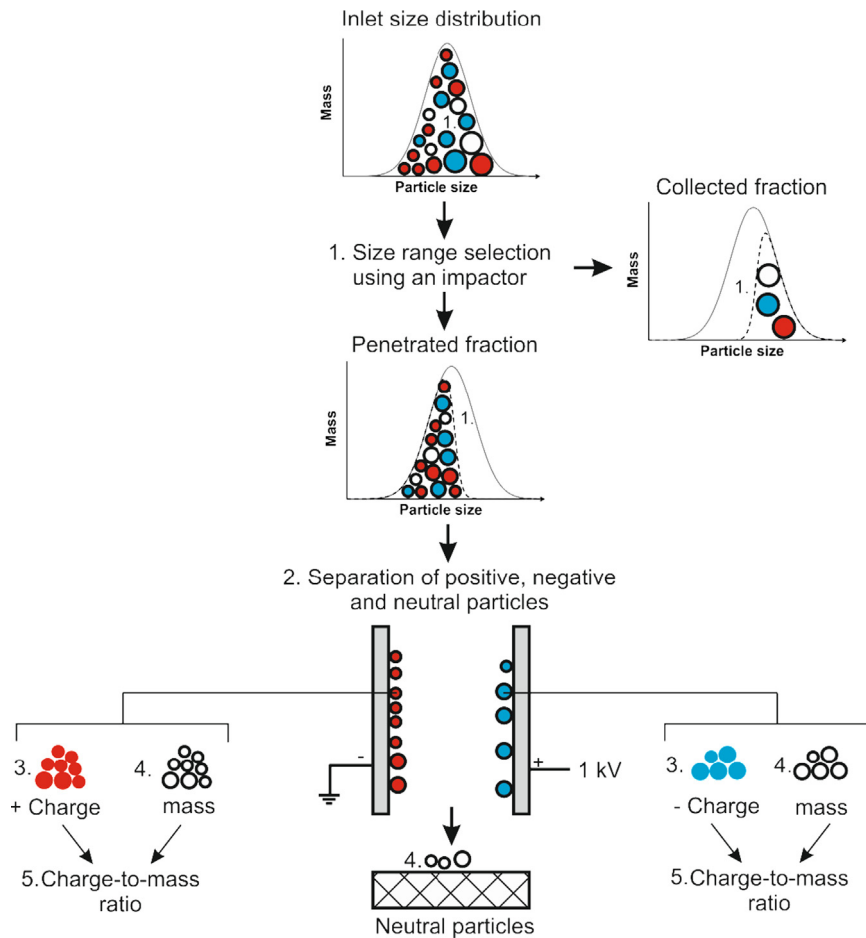 Inlet size distribution
Mass
1.
Particle size
Collected fraction
Mass
1.
Particle size
1. Size range selection
using an impactor
Penetrated fraction
Mass
1.
Particle size
2. Separation of positive, negative
and neutral particles
-
+
1 kV
3.
4.
+ Charge
mass
5.Charge-to-mass
ratio
4.
Neutral particles
3.
4.
- Charge
mass
5.Charge-to-mass
ratio